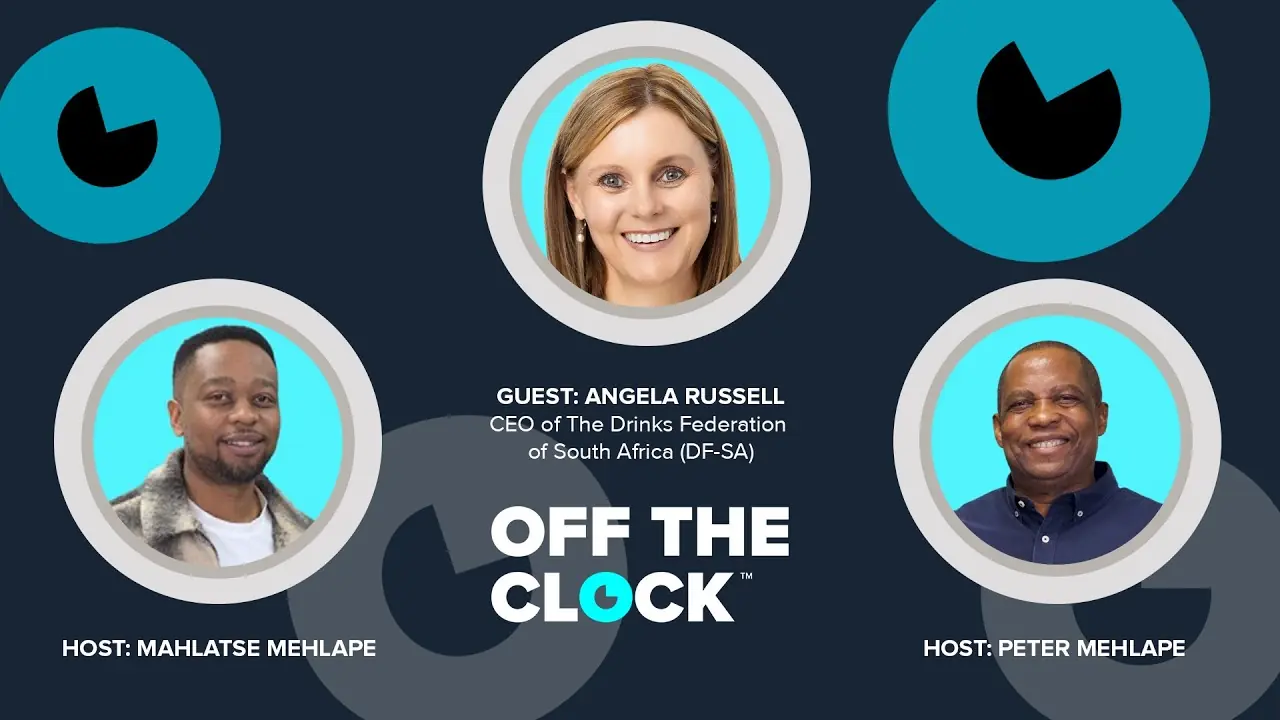 GUEST: ANGELA RUSSELL
CEO of The Drinks Federation
of South Africa (DF-SA)
OFF THE
CLOCK™
HOST: MAHLATSE MEHLAPE
HOST: PETER MEHLAPE